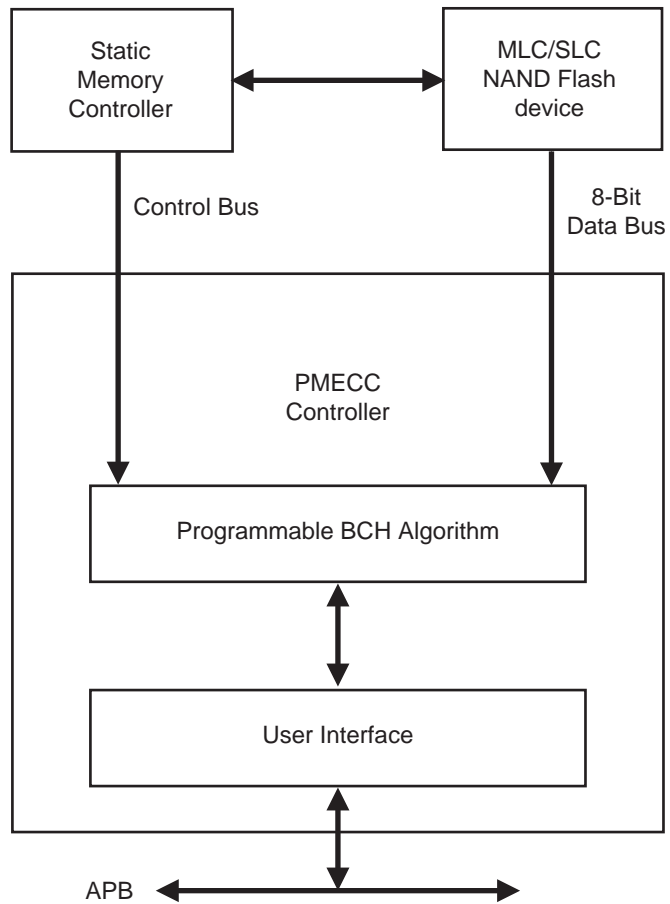 Static
Memory
Controller
MLC/SLC
NAND Flash
device
Control Bus
8-Bit
Data Bus
PMECC
Controller
Programmable BCH Algorithm
User Interface
APB